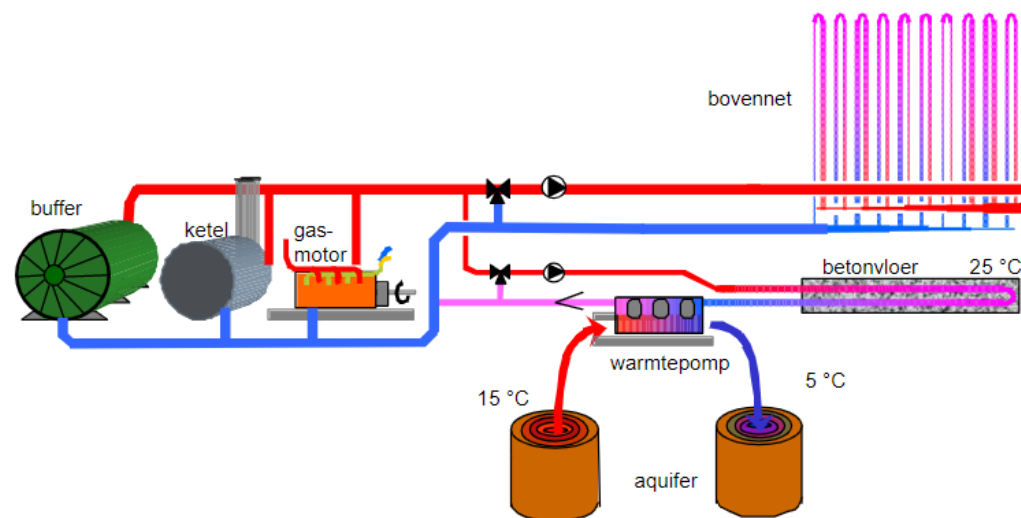 bovennet
buffer
ketel
gas-
motor
betonvloer
25 °C
warmtepomp
15 °C
5 °C
aquifer